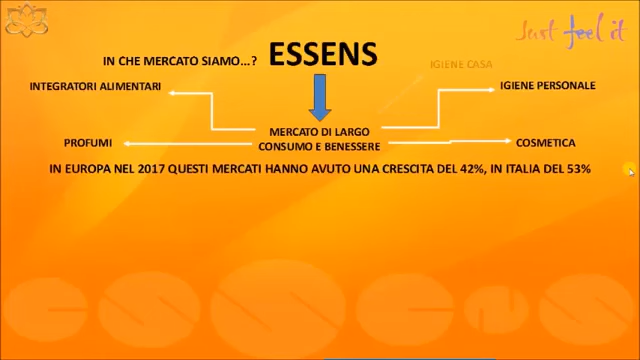 Just feel it
IN CHE MERCATO SIAMO...?
ESSENS
IGIENE CASA
INTEGRATORI ALIMENTARI
IGIENE PERSONALE
MERCATO DI LARGO
CONSUMO E BENESSERE
PROFUMI
COSMETICA
IN EUROPA NEL 2017 QUESTI MERCATI HANNO AVUTO UNA CRESCITA DEL 42%, IN ITALIA DEL 53%